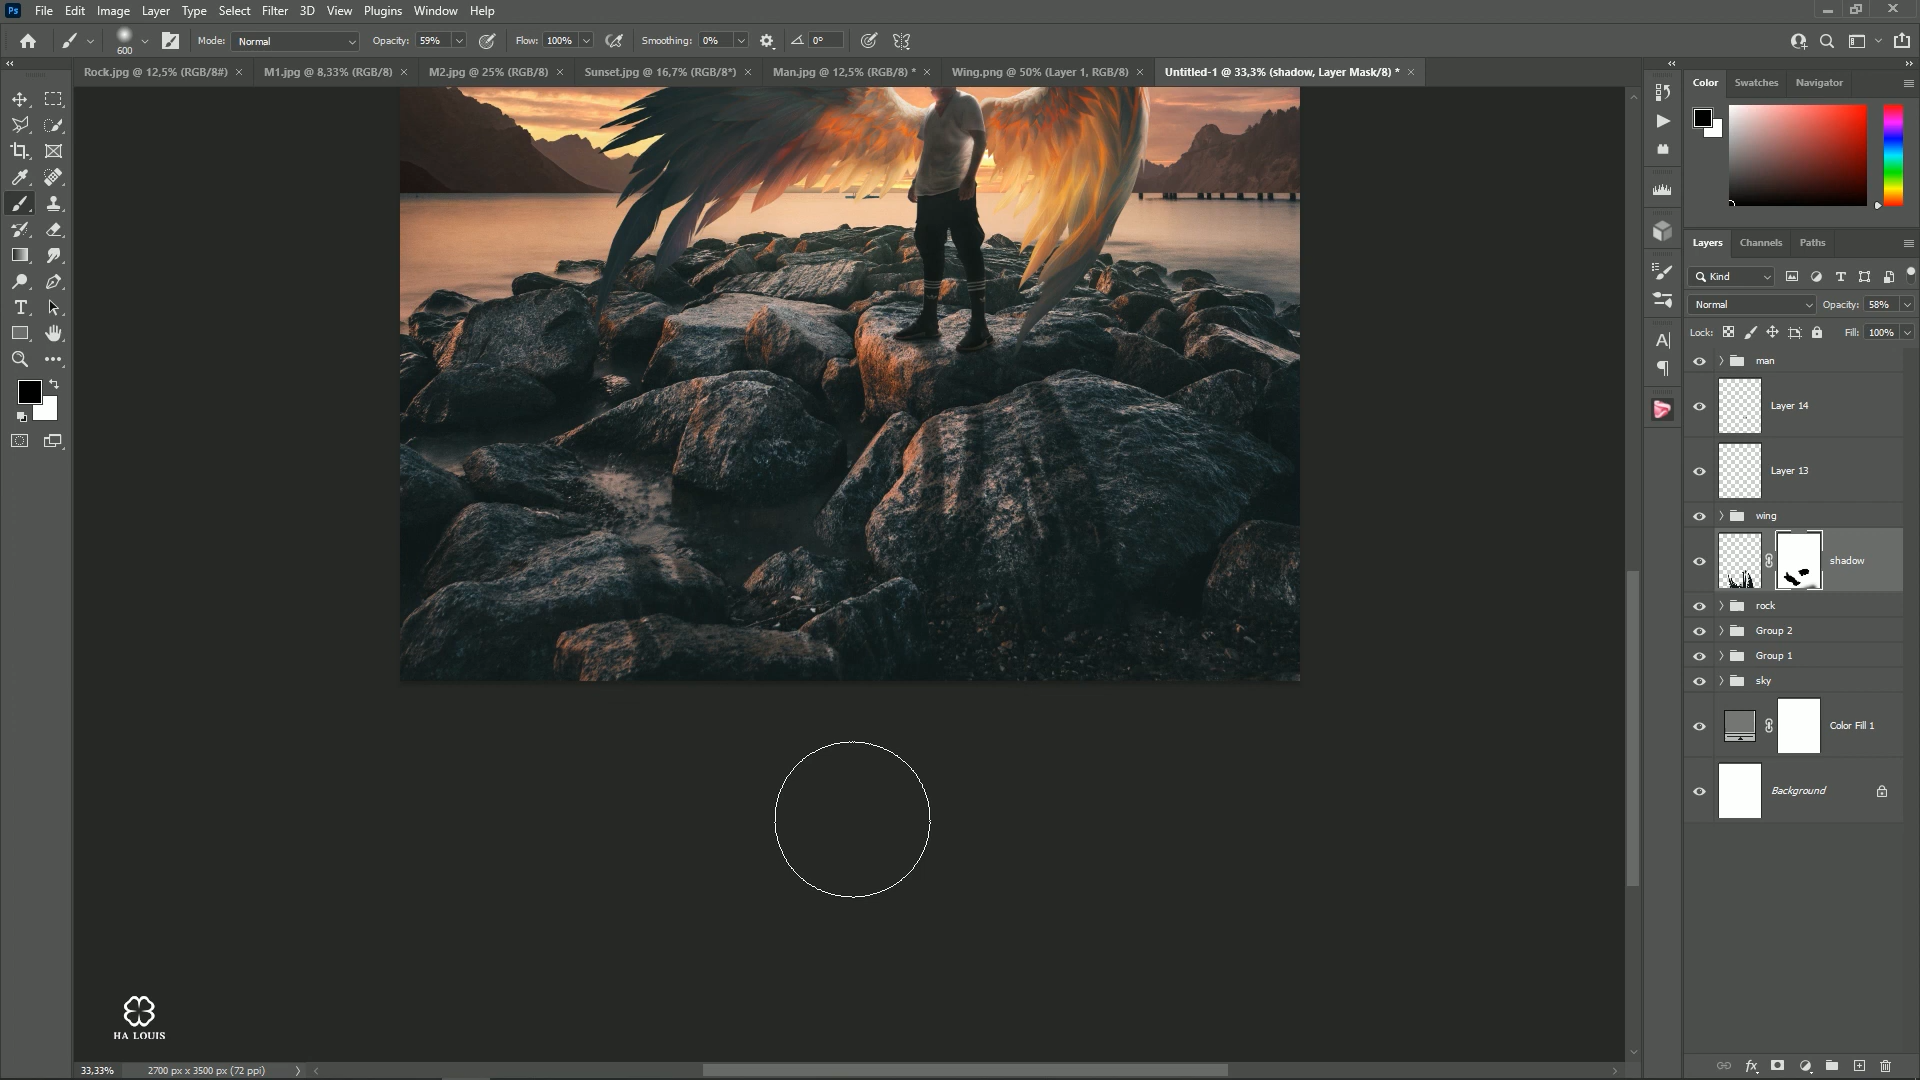 Ps File Edit Image Layer Type Select Filter 3D View Plugins Window Help
600 Mode: Normal Opacity: 59% Flow: 100% Smoothing: 0% 0°
Rock.jpg @ 12,5% (RGB/8#) × M1.jpg @ 8,33% (RGB/8) × M2.jpg @ 25% (RGB/8) × Sunset.jpg @ 16,7% (RGB/8*) × Man.jpg @ 12,5% (RGB/8) * × Wing.png @ 50% (Layer 1, RGB/8) × Untitled-1 @ 33,3% (shadow, Layer Mask/8) * ×
Color Swatches Navigator
Layers Channels Paths
Kind
Normal Opacity: 58%
Lock: Fill: 100%
man
Layer 14
Layer 13
wing
shadow
rock
Group 2
Group 1
sky
Color Fill 1
Background
HA LOUIS
33,33% 2700 px x 3500 px (72 ppi)